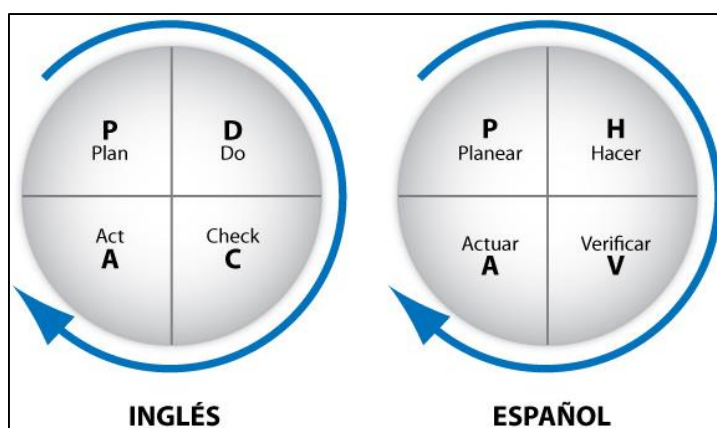 P
Plan
D
Do
Act
A
Check
C
INGLÉS
P
Planear
H
Hacer
Actuar
A
Verificar
V
ESPAÑOL